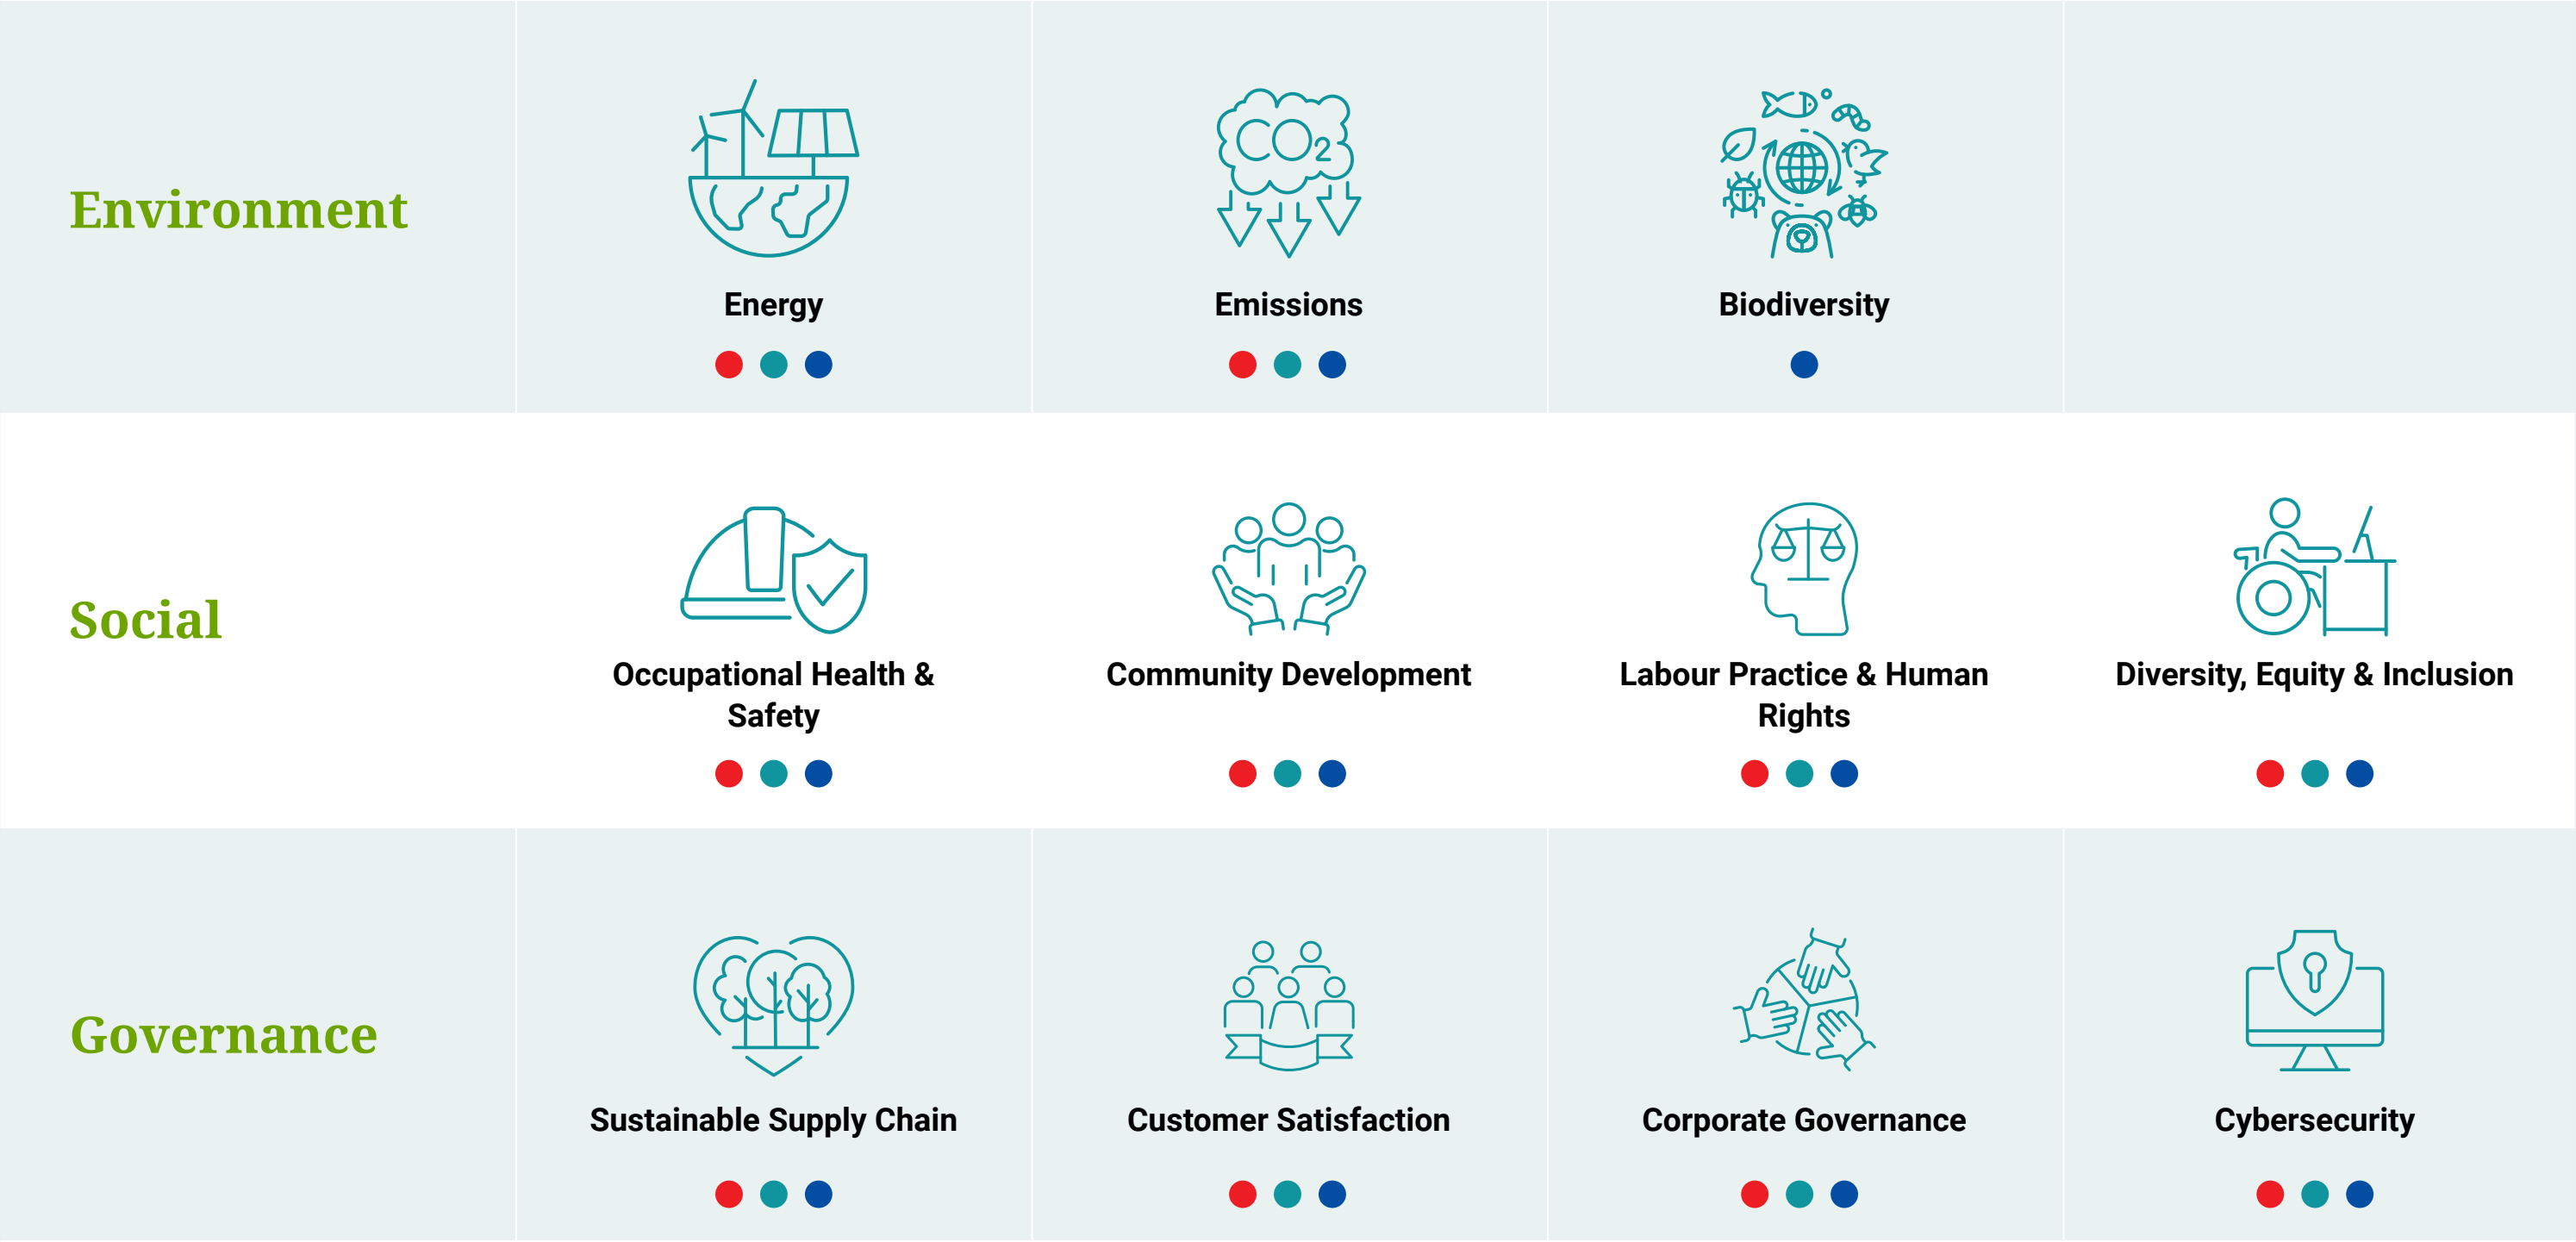 Environment
CO2
Energy
Emissions
Biodiversity
Social
Occupational Health &
Safety
Community Development
Labour Practice & Human
Rights
Diversity, Equity & Inclusion
Governance
Sustainable Supply Chain
Customer Satisfaction
Corporate Governance
Cybersecurity